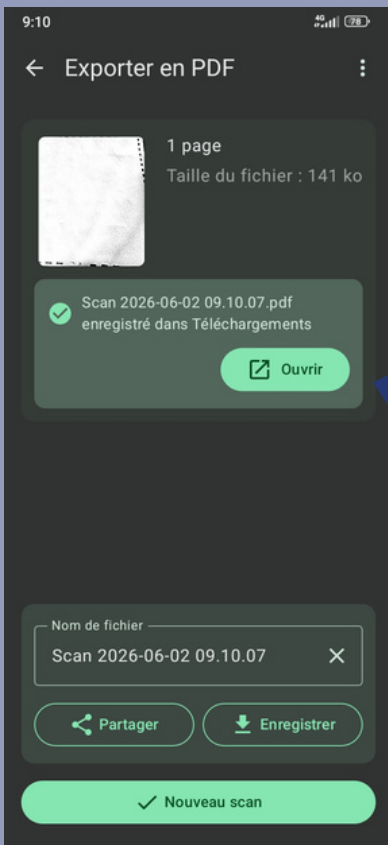 9:10
4G
78
Exporter en PDF
1 page
Taille du fichier : 141 ko
Scan 2026-06-02 09.10.07.pdf
enregistré dans Téléchargements
Ouvrir
Nom de fichier
Scan 2026-06-02 09.10.07
Partager
Enregistrer
Nouveau scan